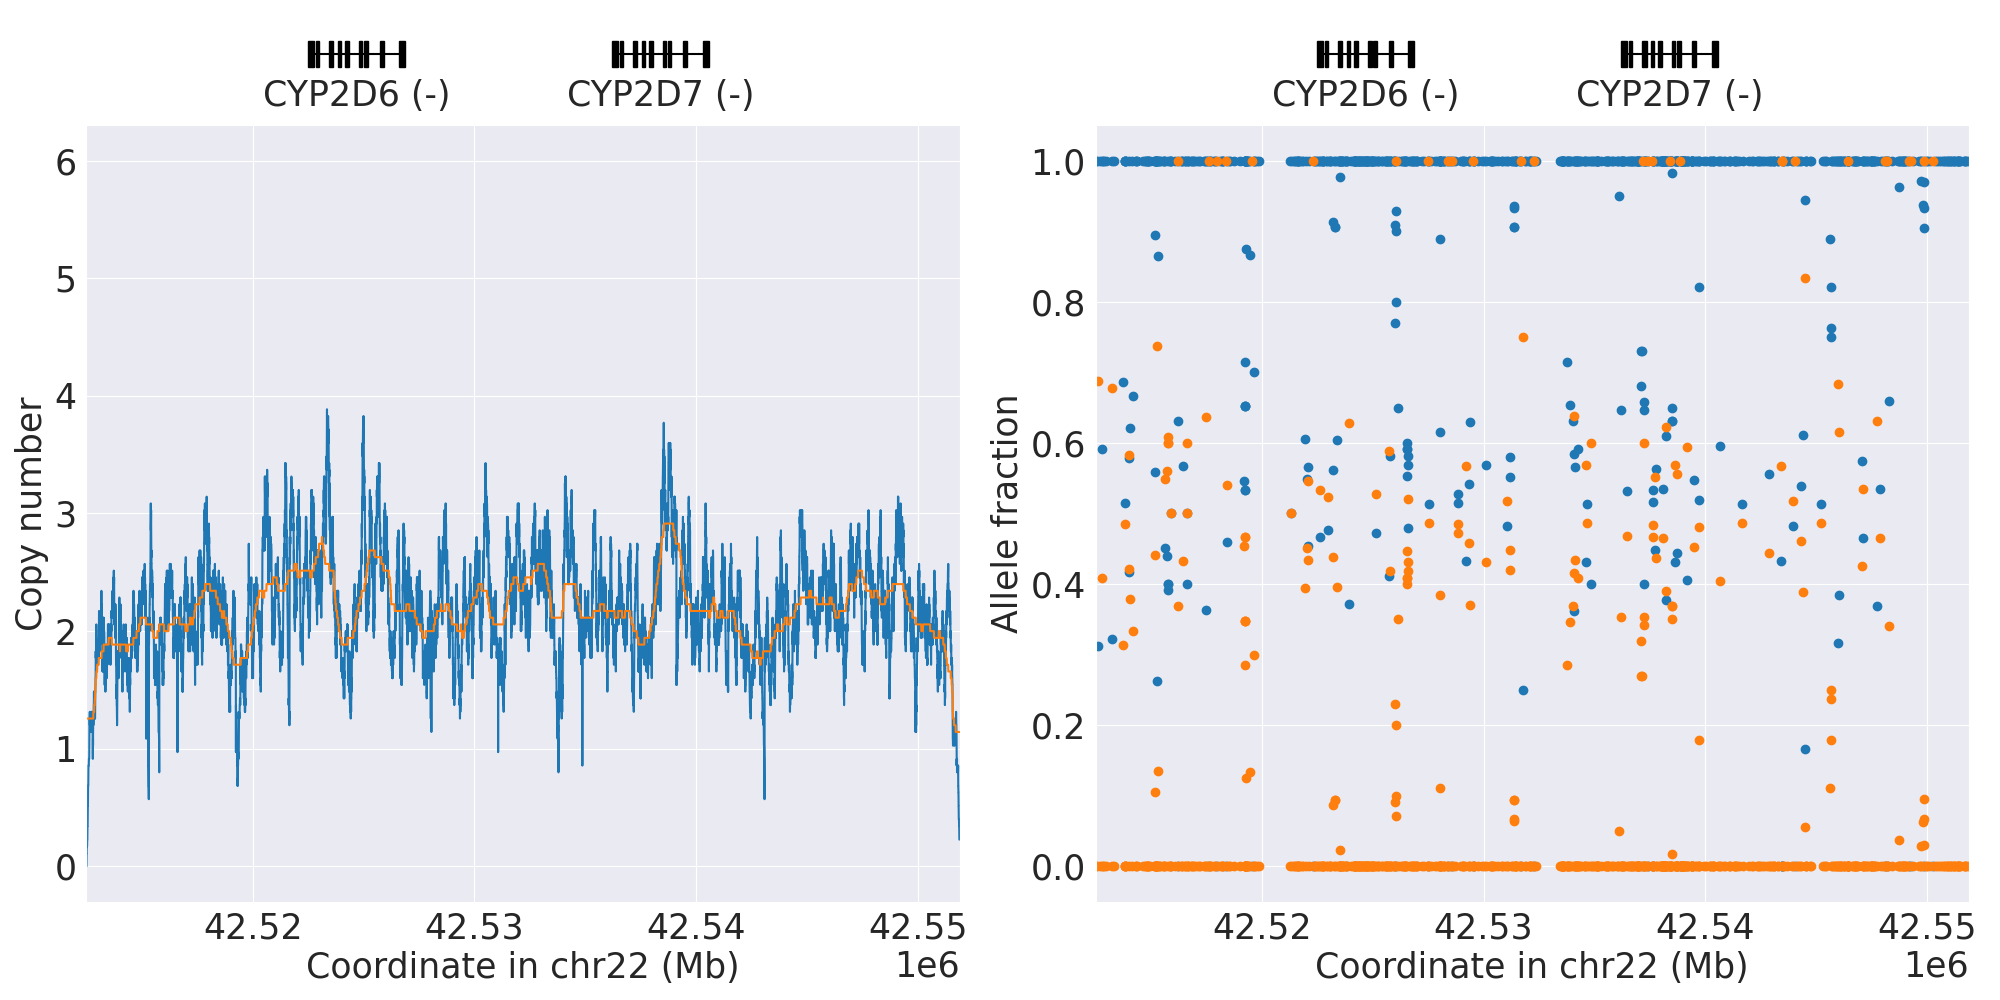 CYP2D6 (-)
CYP2D7 (-)
6
5
4
3
2
1
0
Copy number
42.52
42.53
42.54
42.55
Coordinate in chr22 (Mb)
1e6
CYP2D6 (-)
CYP2D7 (-)
1.0
0.8
0.6
0.4
0.2
0.0
Allele fraction
42.52
42.53
42.54
42.55
Coordinate in chr22 (Mb)
1e6